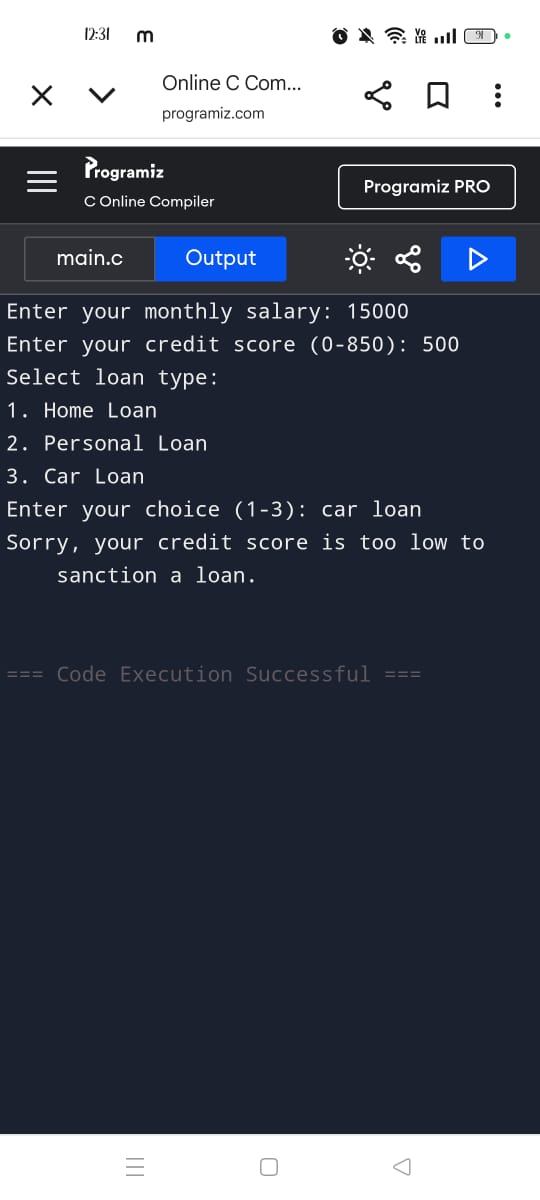 12:31 m
Vo LTE 91
Online C Com...
programiz.com
Programiz
C Online Compiler
Programiz PRO
main.c Output
Enter your monthly salary: 15000
Enter your credit score (0-850): 500
Select loan type:
1. Home Loan
2. Personal Loan
3. Car Loan
Enter your choice (1-3): car loan
Sorry, your credit score is too low to
sanction a loan.
=== Code Execution Successful ===